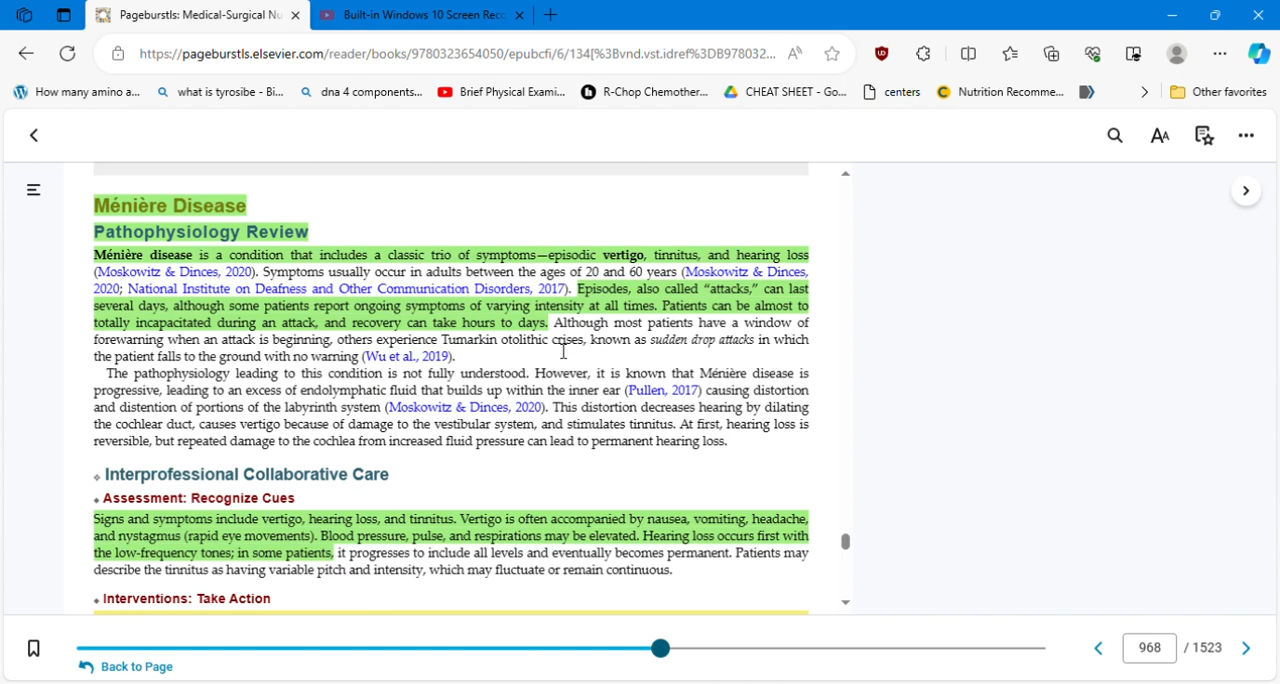 Pageburstls: Medical-Surgical Nu
Built-in Windows 10 Screen Reco
https://pageburstls.elsevier.com/reader/books/9780323654050/epubcfi/6/134[%3Bvnd.vst.idref%3DB978032...
How many amino a...
what is tyrosibe - Bi...
dna 4 components...
Brief Physical Exami...
R-Chop Chemother...
CHEAT SHEET - Go...
centers
Nutrition Recomme...
Other favorites
Ménière Disease
Pathophysiology Review
Ménière disease is a condition that includes a classic trio of symptoms—episodic vertigo, tinnitus, and hearing loss
(Moskowitz & Dinces, 2020). Symptoms usually occur in adults between the ages of 20 and 60 years (Moskowitz & Dinces,
2020; National Institute on Deafness and Other Communication Disorders, 2017). Episodes, also called “attacks,” can last
several days, although some patients report ongoing symptoms of varying intensity at all times. Patients can be almost to
totally incapacitated during an attack, and recovery can take hours to days. Although most patients have a window of
forewarning when an attack is beginning, others experience Tumarkin otolithic crises, known as sudden drop attacks in which
the patient falls to the ground with no warning (Wu et al., 2019).
The pathophysiology leading to this condition is not fully understood. However, it is known that Ménière disease is
progressive, leading to an excess of endolymphatic fluid that builds up within the inner ear (Pullen, 2017) causing distortion
and distention of portions of the labyrinth system (Moskowitz & Dinces, 2020). This distortion decreases hearing by dilating
the cochlear duct, causes vertigo because of damage to the vestibular system, and stimulates tinnitus. At first, hearing loss is
reversible, but repeated damage to the cochlea from increased fluid pressure can lead to permanent hearing loss.
Interprofessional Collaborative Care
Assessment: Recognize Cues
Signs and symptoms include vertigo, hearing loss, and tinnitus. Vertigo is often accompanied by nausea, vomiting, headache,
and nystagmus (rapid eye movements). Blood pressure, pulse, and respirations may be elevated. Hearing loss occurs first with
the low-frequency tones; in some patients, it progresses to include all levels and eventually becomes permanent. Patients may
describe the tinnitus as having variable pitch and intensity, which may fluctuate or remain continuous.
Interventions: Take Action
968 / 1523
Back to Page